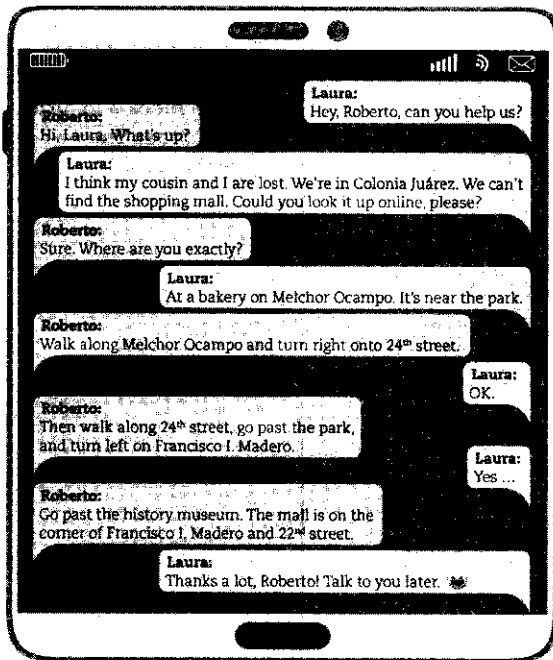 Laura:
Hey, Roberto, can you help us?
Roberto:
Hi, Laura, What's up?
Laura:
I think my cousin and I are lost. We're in Colonia Juárez. We can't
find the shopping mall. Could you look it up online, please?
Roberto:
Sure. Where are you exactly?
Laura:
At a bakery on Melchor Ocampo. It's near the park.
Roberto:
Walk along Melchor Ocampo and turn right onto 24th street.
Laura:
OK.
Roberto:
Then walk along 24th street, go past the park,
and turn left on Francisco I. Madero.
Laura:
Yes ...
Roberto:
Go past the history museum. The mall is on the
corner of Francisco I. Madero and 22nd street.
Laura:
Thanks a lot, Roberto! Talk to you later.